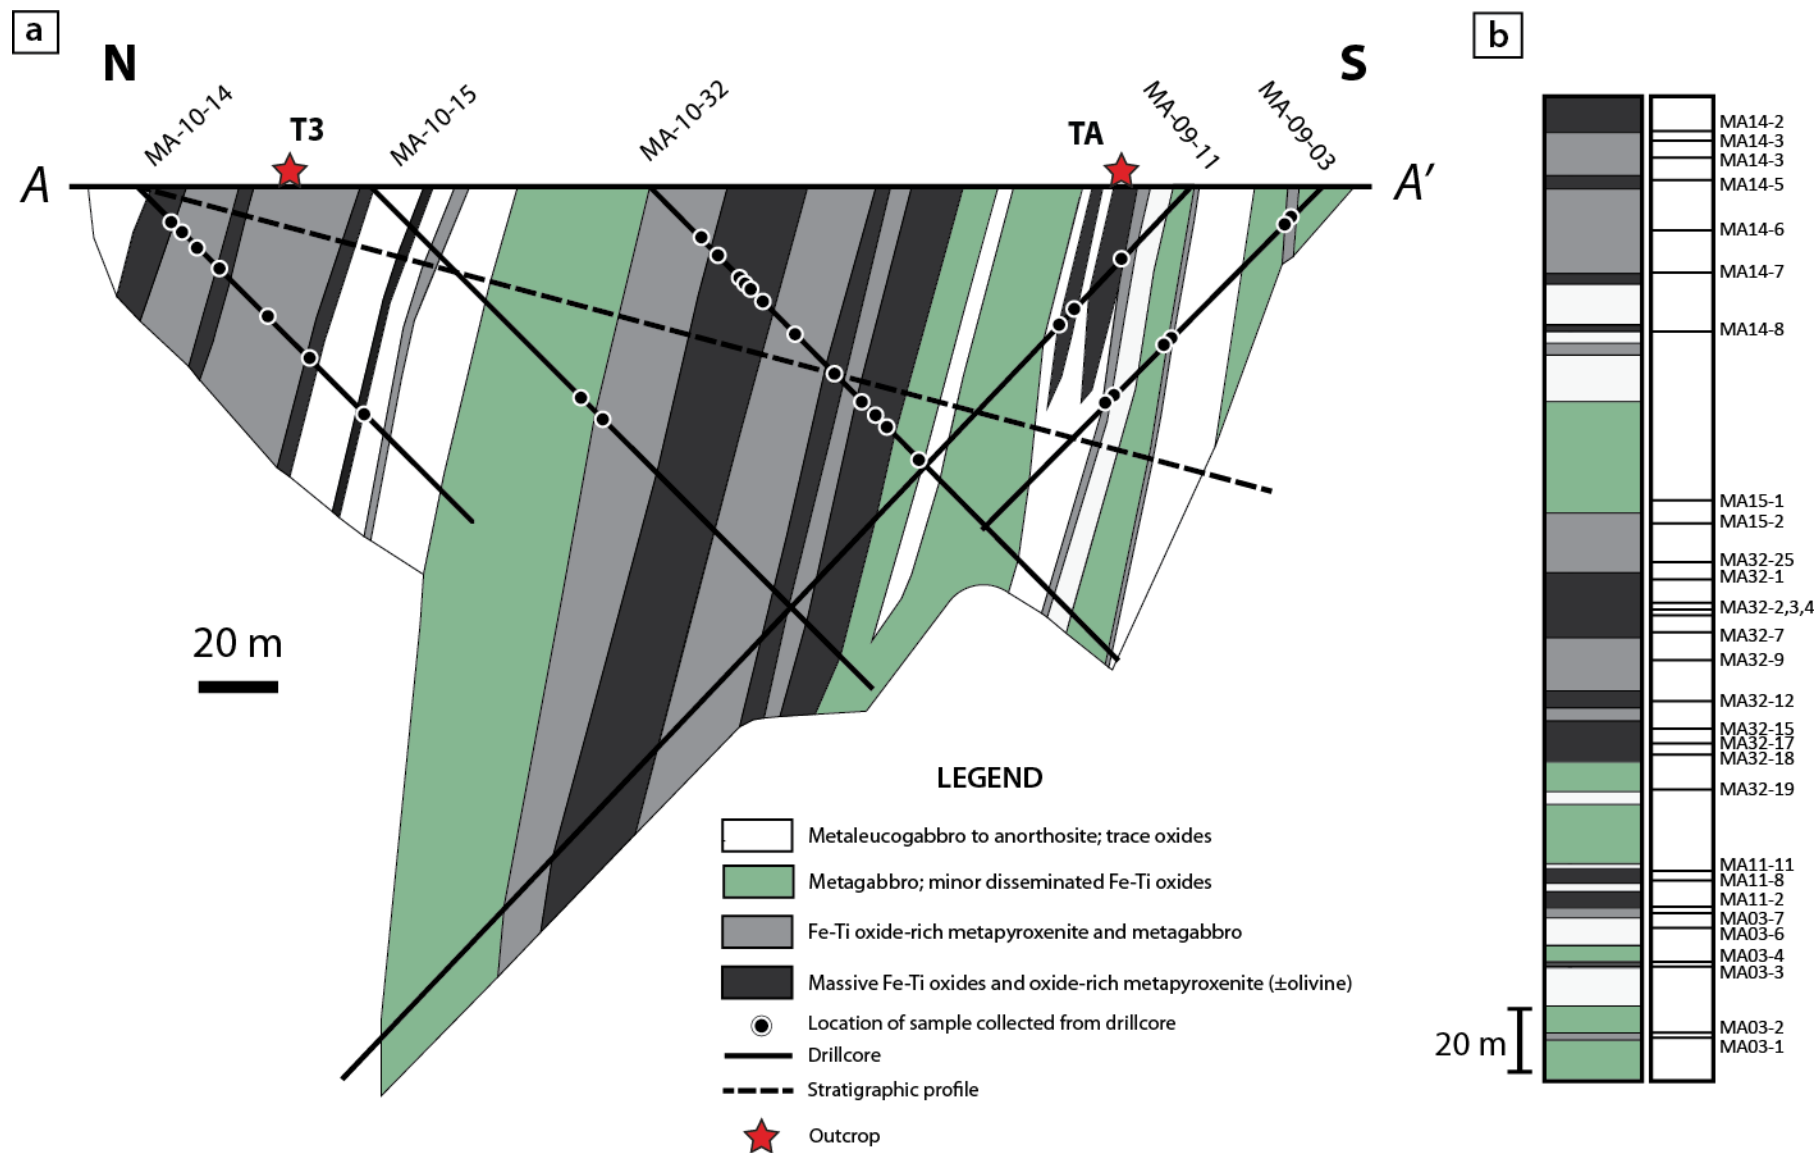 a
b
N
S
MA-10-14
T3
MA-10-15
MA-10-32
TA
MA-09-11
MA-09-03
A
A′
20 m
LEGEND
Metaleucogabbro to anorthosite; trace oxides
Metagabbro; minor disseminated Fe-Ti oxides
Fe-Ti oxide-rich metapyroxenite and metagabbro
Massive Fe-Ti oxides and oxide-rich metapyroxenite (±olivine)
Location of sample collected from drillcore
Drillcore
Stratigraphic profile
Outcrop
MA14-2
MA14-3
MA14-3
MA14-5
MA14-6
MA14-7
MA14-8
MA15-1
MA15-2
MA32-25
MA32-1
MA32-2,3,4
MA32-7
MA32-9
MA32-12
MA32-15
MA32-17
MA32-18
MA32-19
MA11-11
MA11-8
MA11-2
MA03-7
MA03-6
MA03-4
MA03-3
MA03-2
MA03-1
20 m